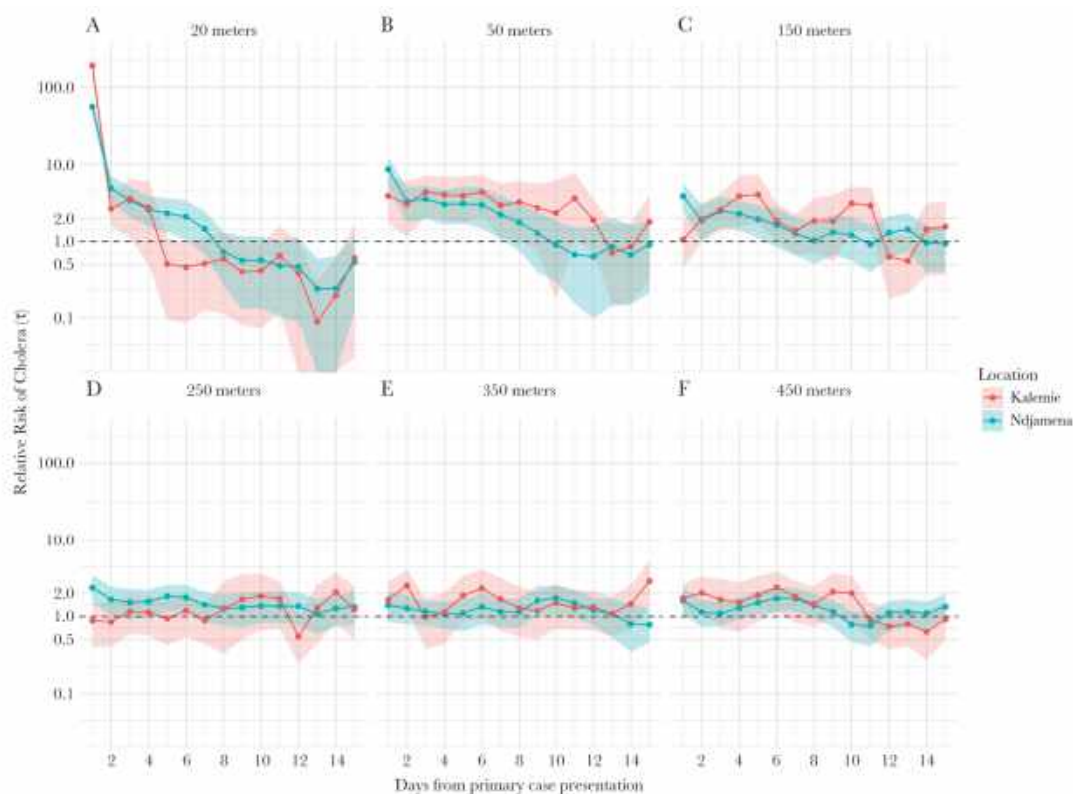 A 20 meters B 50 meters C 150 meters
100.0
10.0
2.0
1.0
0.5
0.1
Relative Risk of Cholera (τ)
D 250 meters E 350 meters F 450 meters
100.0
10.0
2.0
1.0
0.5
0.1
2 4 6 8 10 12 14 2 4 6 8 10 12 14 2 4 6 8 10 12 14
Days from primary case presentation
Location
Kalemie
Ndjamena